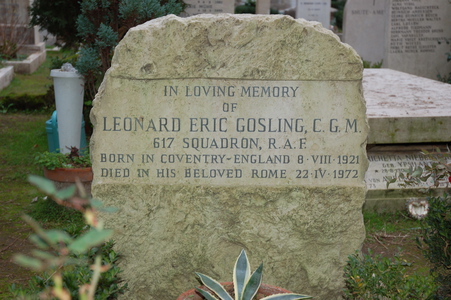 IN LOVING MEMORY
OF
LEONARD ERIC GOSLING, C.G.M.
617 SQUADRON, R.A.F.
BORN IN COVENTRY-ENGLAND 8·VIII·1921
DIED IN HIS BELOVED ROME 22·IV·1972